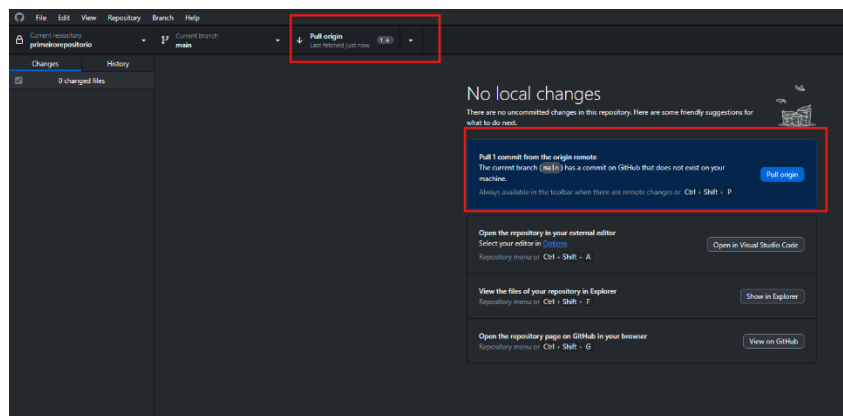 File Edit View Repository Branch Help
Current repository
primeirorepositorio
Current branch
main
Pull origin
Last fetched just now
1
Changes
History
0 changed files
No local changes
There are no uncommitted changes in this repository. Here are some friendly suggestions for
what to do next.
Pull 1 commit from the origin remote
The current branch (main) has a commit on GitHub that does not exist on your
machine.
Always available in the toolbar when there are remote changes or Ctrl + Shift + P
Pull origin
Open the repository in your external editor
Select your editor in Options
Repository menu or Ctrl + Shift + A
Open in Visual Studio Code
View the files of your repository in Explorer
Repository menu or Ctrl + Shift + F
Show in Explorer
Open the repository page on GitHub in your browser
Repository menu or Ctrl + Shift + G
View on GitHub